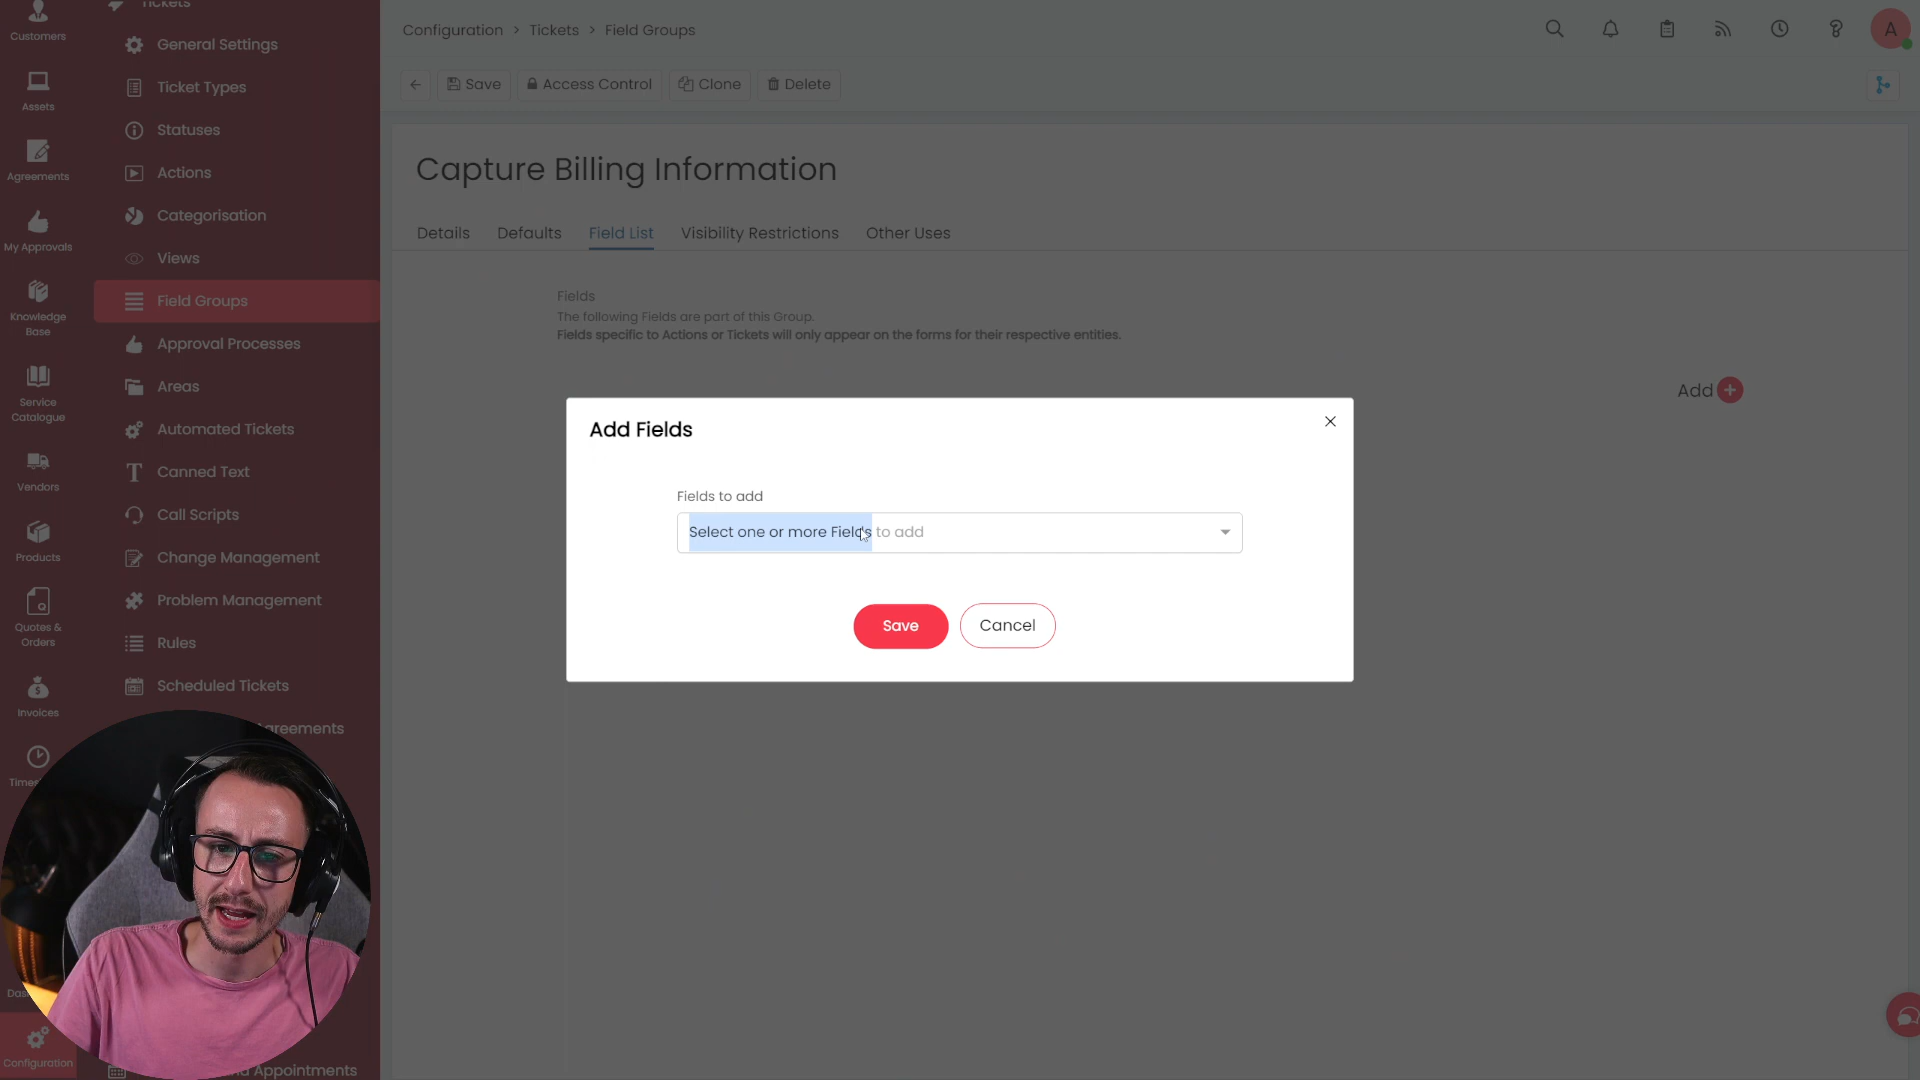 Customers
Assets
Agreements
My Approvals
Knowledge
Base
Service
Catalogue
Vendors
Products
Quotes &
Orders
Invoices
Configuration
Tickets
General Settings
Ticket Types
Statuses
Actions
Categorisation
Views
Field Groups
Approval Processes
Areas
Automated Tickets
Canned Text
Call Scripts
Change Management
Problem Management
Rules
Scheduled Tickets
Agreements
Appointments
Configuration > Tickets > Field Groups
A
Save
Access Control
Clone
Delete
Capture Billing Information
Details
Defaults
Field List
Visibility Restrictions
Other Uses
Fields
The following Fields are part of this Group.
Fields specific to Actions or Tickets will only appear on the forms for their respective entities.
Add
Add Fields
Fields to add
Select one or more Fields to add
Save
Cancel